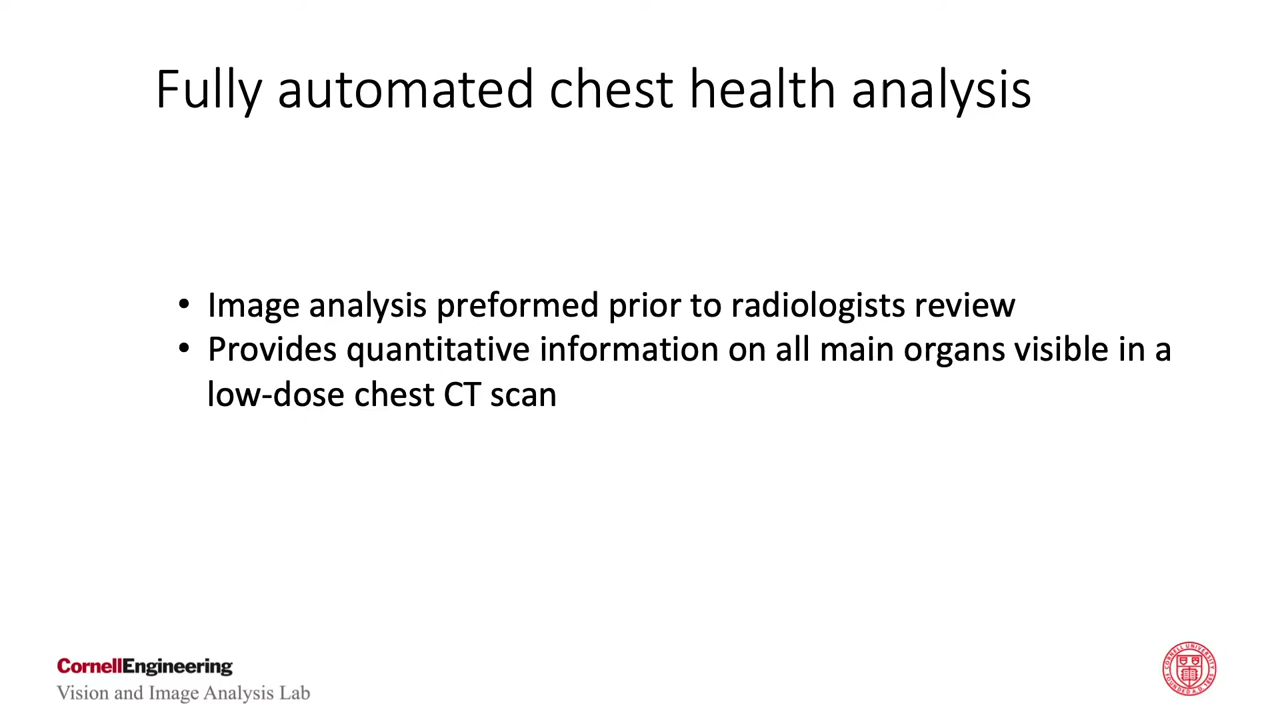 Fully automated chest health analysis
• Image analysis preformed prior to radiologists review
• Provides quantitative information on all main organs visible in a
low-dose chest CT scan
CornellEngineering
Vision and Image Analysis Lab